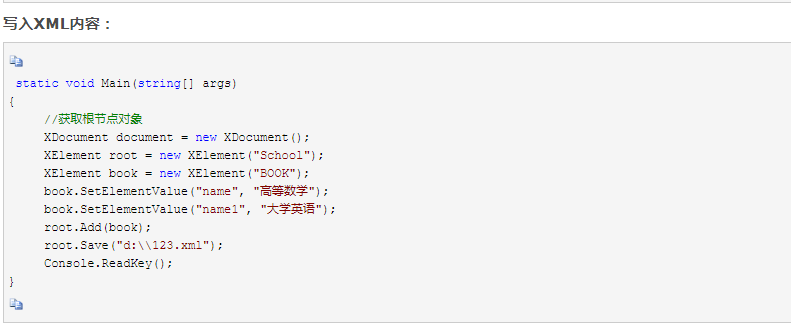 写入XML内容：
static void Main(string[] args)
{
//获取根节点对象
XDocument document = new XDocument();
XElement root = new XElement("School");
XElement book = new XElement("BOOK");
book.SetElementValue("name", "高等数学");
book.SetElementValue("name1", "大学英语");
root.Add(book);
root.Save("d:\\123.xml");
Console.ReadKey();
}